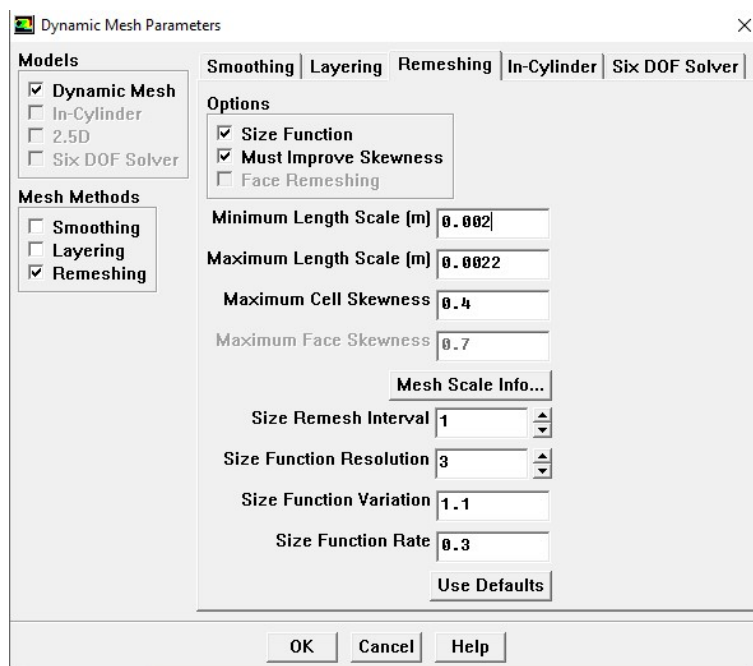 Dynamic Mesh Parameters
Models
Dynamic Mesh
In-Cylinder
2.5D
Six DOF Solver
Mesh Methods
Smoothing
Layering
Remeshing
Smoothing Layering Remeshing In-Cylinder Six DOF Solver
Options
Size Function
Must Improve Skewness
Face Remeshing
Minimum Length Scale (m) 0.002
Maximum Length Scale (m) 0.0022
Maximum Cell Skewness 0.4
Maximum Face Skewness 0.7
Mesh Scale Info...
Size Remesh Interval 1
Size Function Resolution 3
Size Function Variation 1.1
Size Function Rate 0.3
Use Defaults
OK Cancel Help